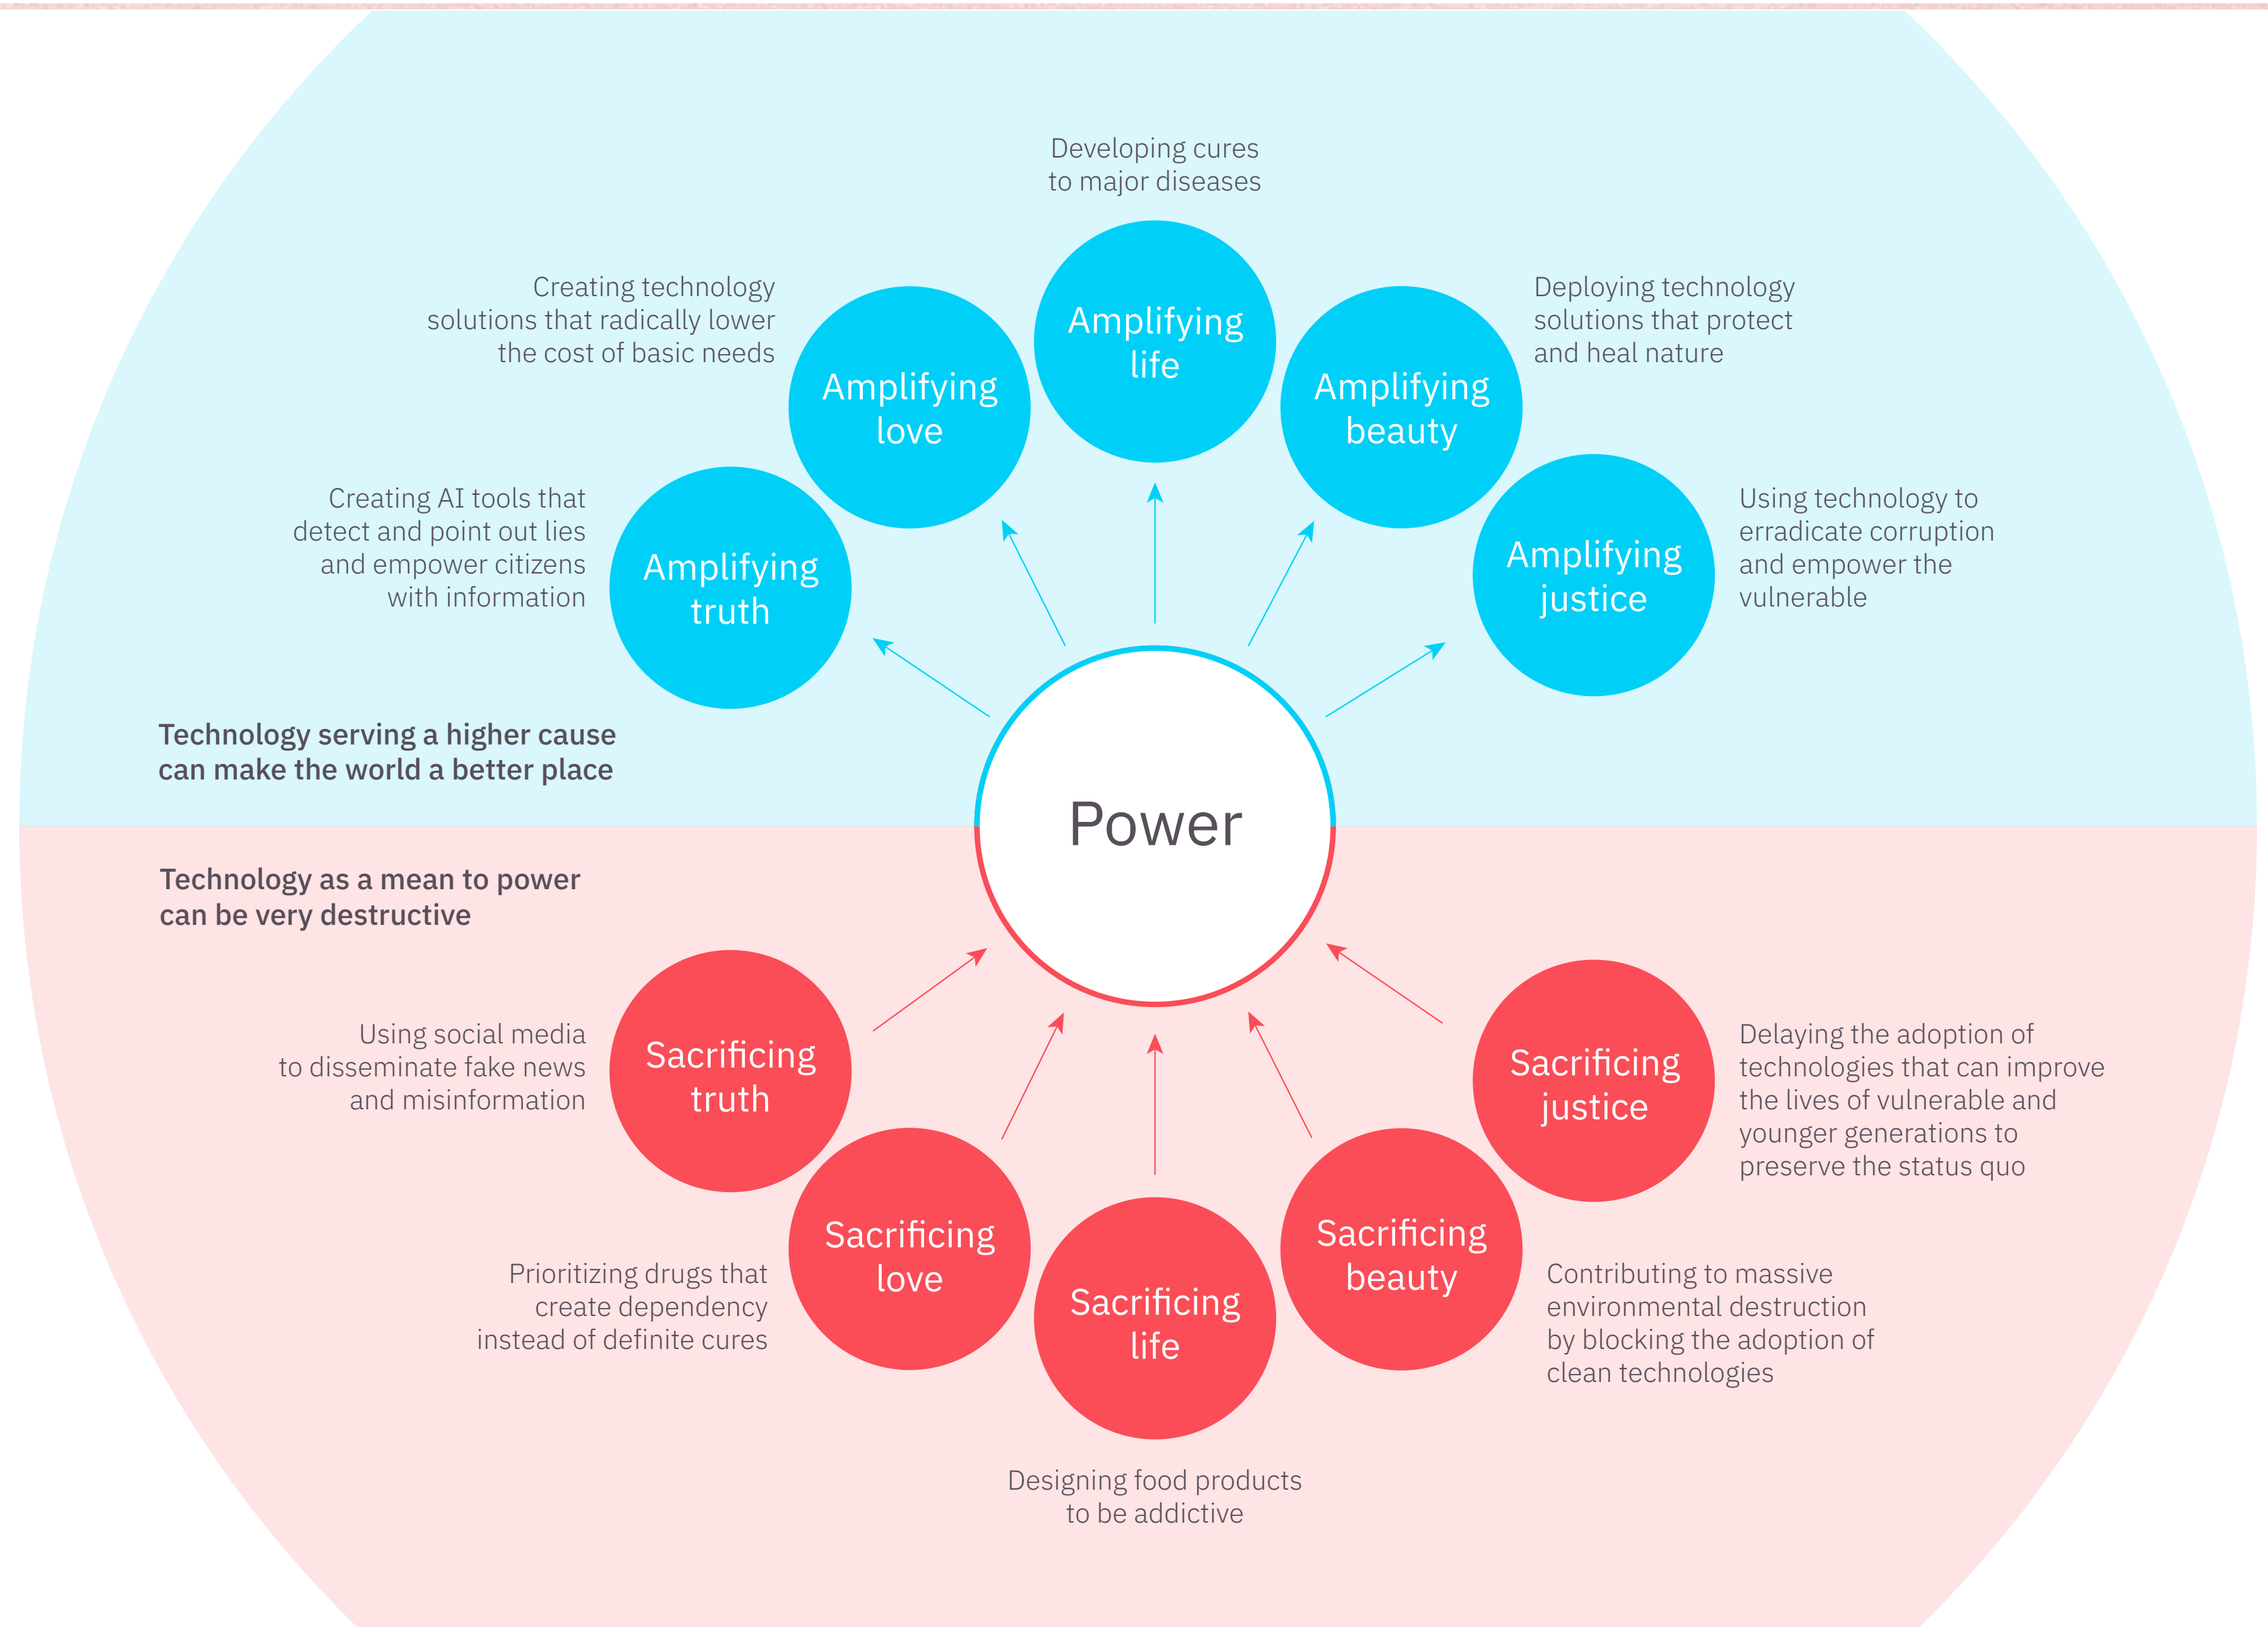 Developing cures
to major diseases
Amplifying
life
Creating technology
solutions that radically lower
the cost of basic needs
Amplifying
love
Deploying technology
solutions that protect
and heal nature
Amplifying
beauty
Creating AI tools that
detect and point out lies
and empower citizens
with information
Amplifying
truth
Using technology to
erradicate corruption
and empower the
vulnerable
Amplifying
justice
Technology serving a higher cause
can make the world a better place
Power
Technology as a mean to power
can be very destructive
Using social media
to disseminate fake news
and misinformation
Sacrificing
truth
Sacrificing
justice
Delaying the adoption of
technologies that can improve
the lives of vulnerable and
younger generations to
preserve the status quo
Prioritizing drugs that
create dependency
instead of definite cures
Sacrificing
love
Sacrificing
life
Designing food products
to be addictive
Sacrificing
beauty
Contributing to massive
environmental destruction
by blocking the adoption of
clean technologies